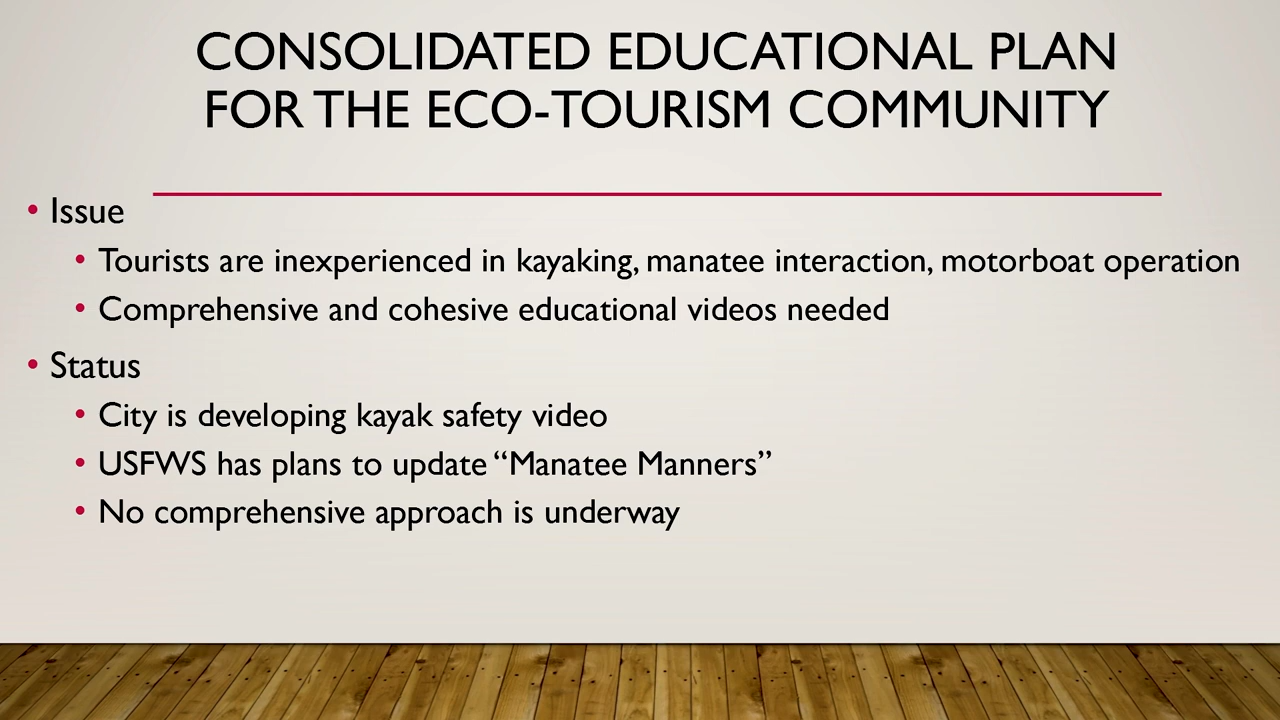 CONSOLIDATED EDUCATIONAL PLAN
FOR THE ECO-TOURISM COMMUNITY
• Issue
• Tourists are inexperienced in kayaking, manatee interaction, motorboat operation
• Comprehensive and cohesive educational videos needed
• Status
• City is developing kayak safety video
• USFWS has plans to update “Manatee Manners”
• No comprehensive approach is underway